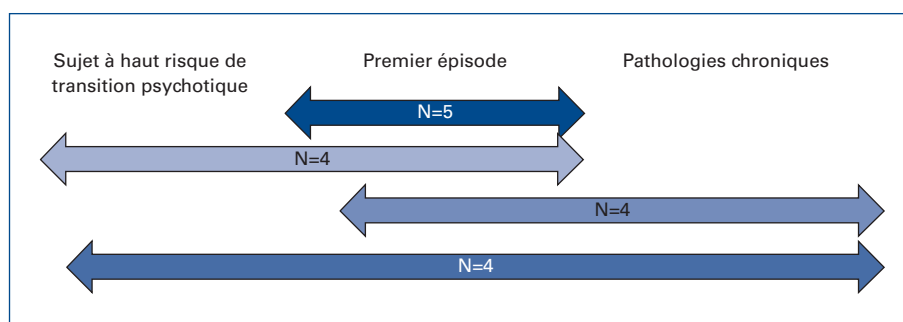 Sujet à haut risque de
transition psychotique
Premier épisode
Pathologies chroniques
N=5
N=4
N=4
N=4